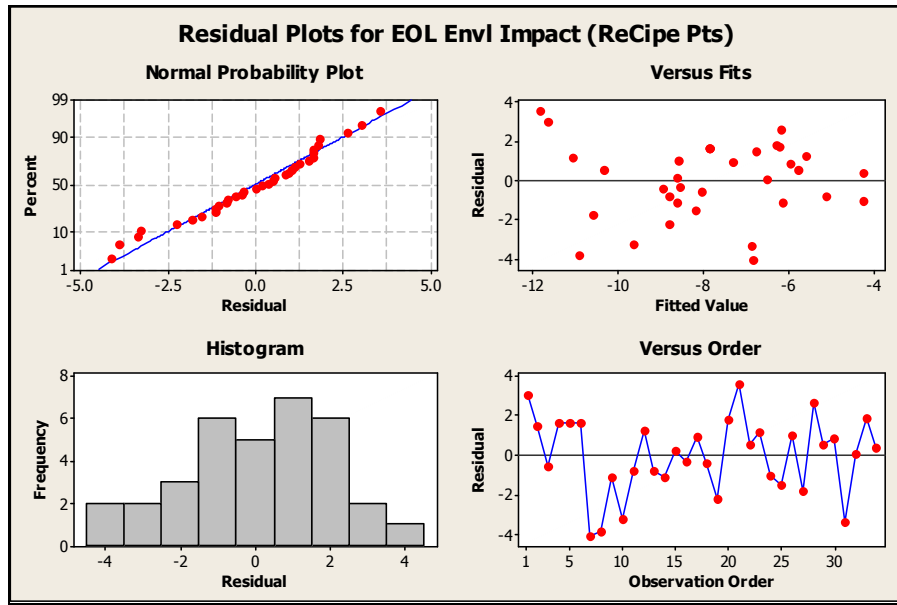 Residual Plots for EOL Envl Impact (ReCipe Pts)
Normal Probability Plot
99
90
50
10
1
Percent
-5.0 -2.5 0.0 2.5 5.0
Residual
Versus Fits
4
2
0
-2
-4
Residual
-12 -10 -8 -6 -4
Fitted Value
Histogram
8
6
4
2
0
Frequency
-4 -2 0 2 4
Residual
Versus Order
4
2
0
-2
-4
Residual
1 5 10 15 20 25 30
Observation Order